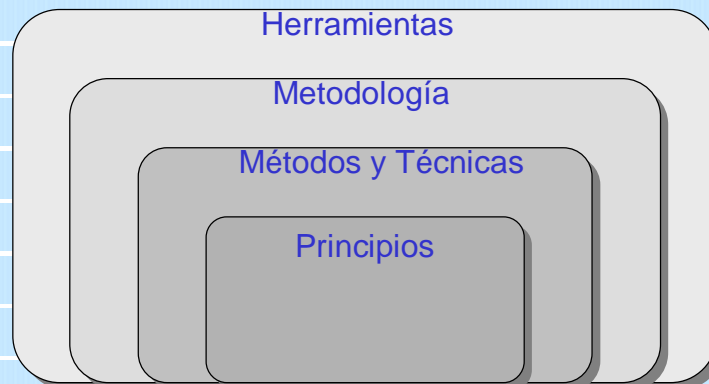 Herramientas
Metodología
Métodos y Técnicas
Principios